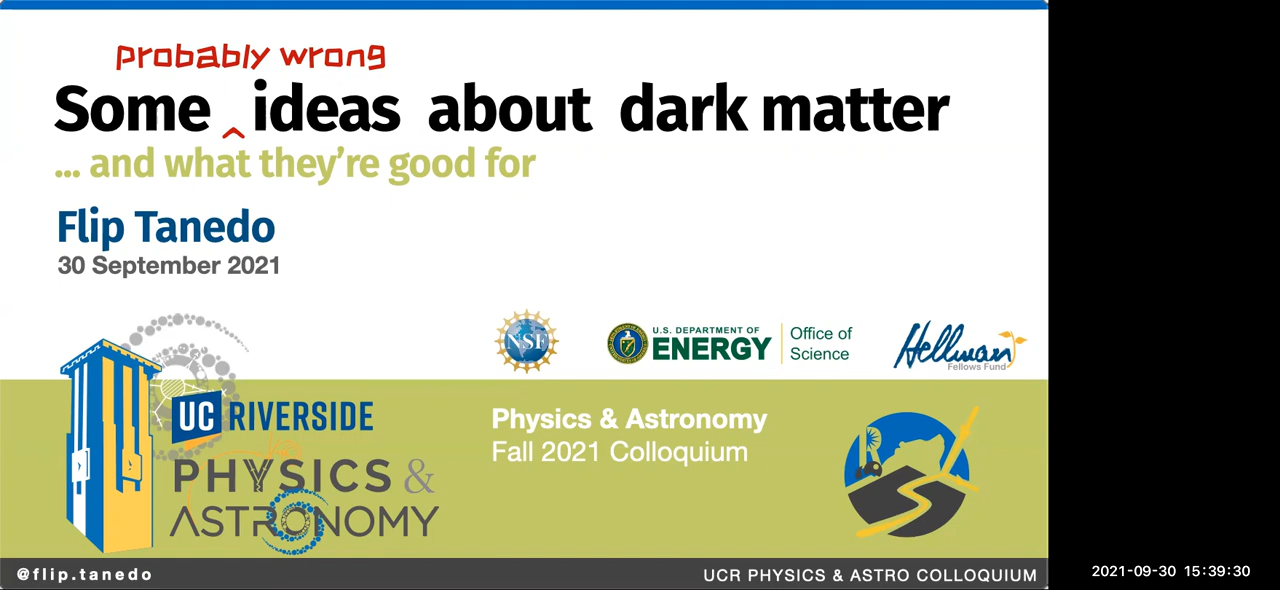 probably wrong
Some ‸ ideas about dark matter
... and what they're good for
Flip Tanedo
30 September 2021
NSF
U.S. DEPARTMENT OF
ENERGY
Office of
Science
Hellman
Fellows Fund
UC RIVERSIDE
PHYSICS &
ASTRONOMY
Physics & Astronomy
Fall 2021 Colloquium
@flip.tanedo
UCR PHYSICS & ASTRO COLLOQUIUM
2021-09-30 15:39:30